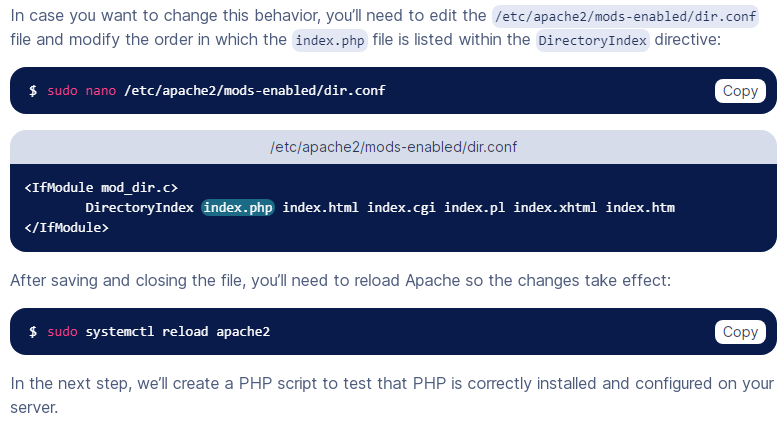 In case you want to change this behavior, you’ll need to edit the /etc/apache2/mods-enabled/dir.conf
file and modify the order in which the index.php file is listed within the DirectoryIndex directive:
$ sudo nano /etc/apache2/mods-enabled/dir.conf
Copy
/etc/apache2/mods-enabled/dir.conf
<IfModule mod_dir.c>
        DirectoryIndex index.php index.html index.cgi index.pl index.xhtml index.htm
</IfModule>
After saving and closing the file, you’ll need to reload Apache so the changes take effect:
$ sudo systemctl reload apache2
Copy
In the next step, we’ll create a PHP script to test that PHP is correctly installed and configured on your
server.